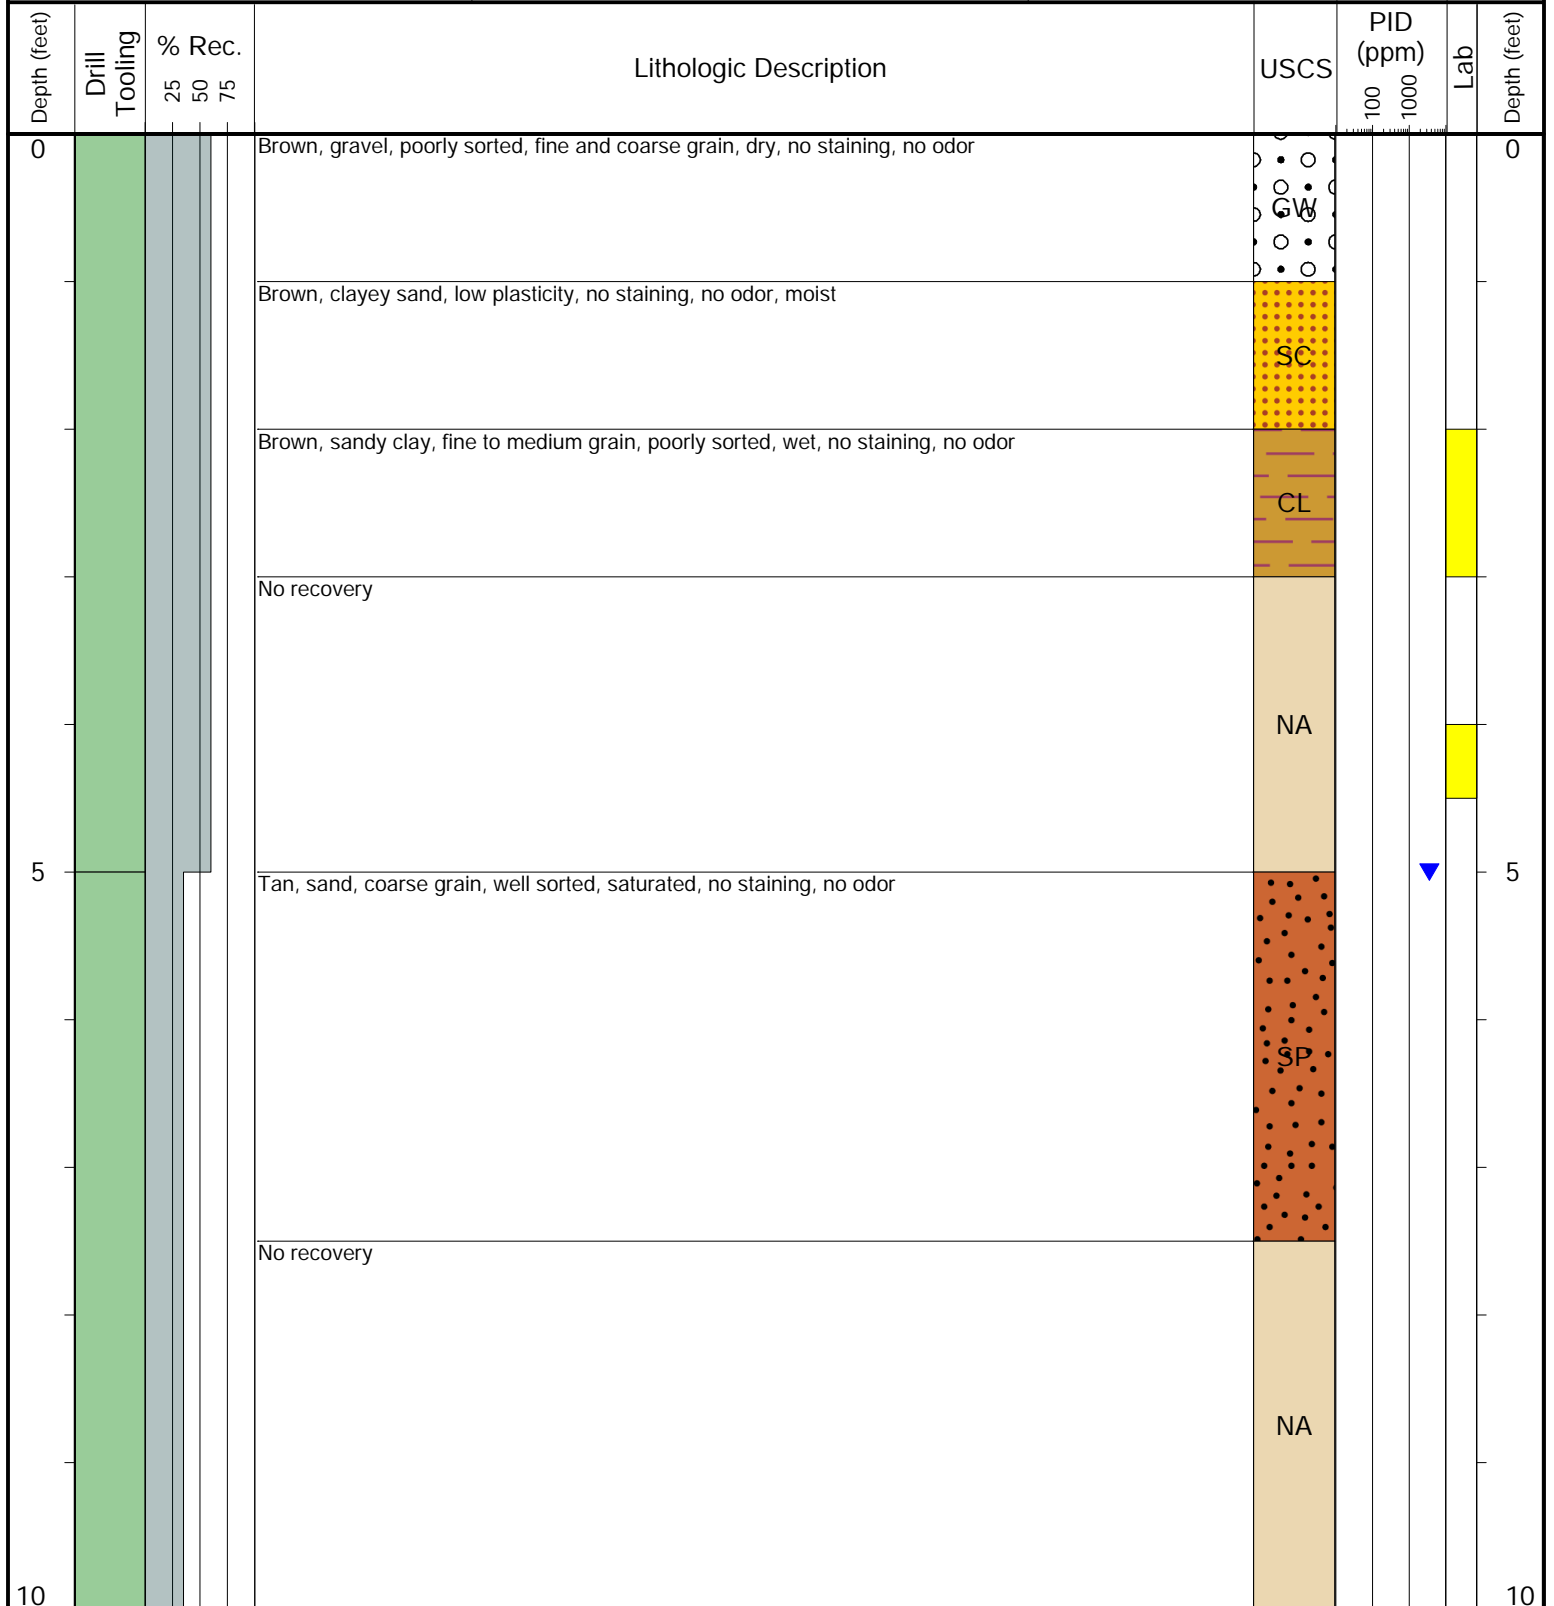 Depth (feet)
Drill
Tooling
% Rec.
25
50
75
Lithologic Description
USCS
PID
(ppm)
100
1000
Lab
Depth (feet)
0
Brown, gravel, poorly sorted, fine and coarse grain, dry, no staining, no odor
0
GW
Brown, clayey sand, low plasticity, no staining, no odor, moist
SC
Brown, sandy clay, fine to medium grain, poorly sorted, wet, no staining, no odor
CL
No recovery
NA
5
Tan, sand, coarse grain, well sorted, saturated, no staining, no odor
5
SP
No recovery
NA
10
10